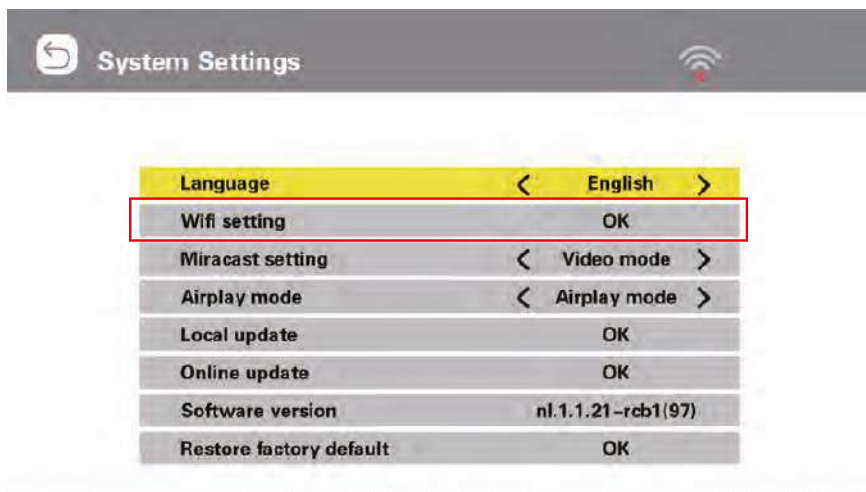 System Settings
Language < English >
Wifi setting OK
Miracast setting < Video mode >
Airplay mode < Airplay mode >
Local update OK
Online update OK
Software version nl.1.1.21-rcb1(97)
Restore factory default OK